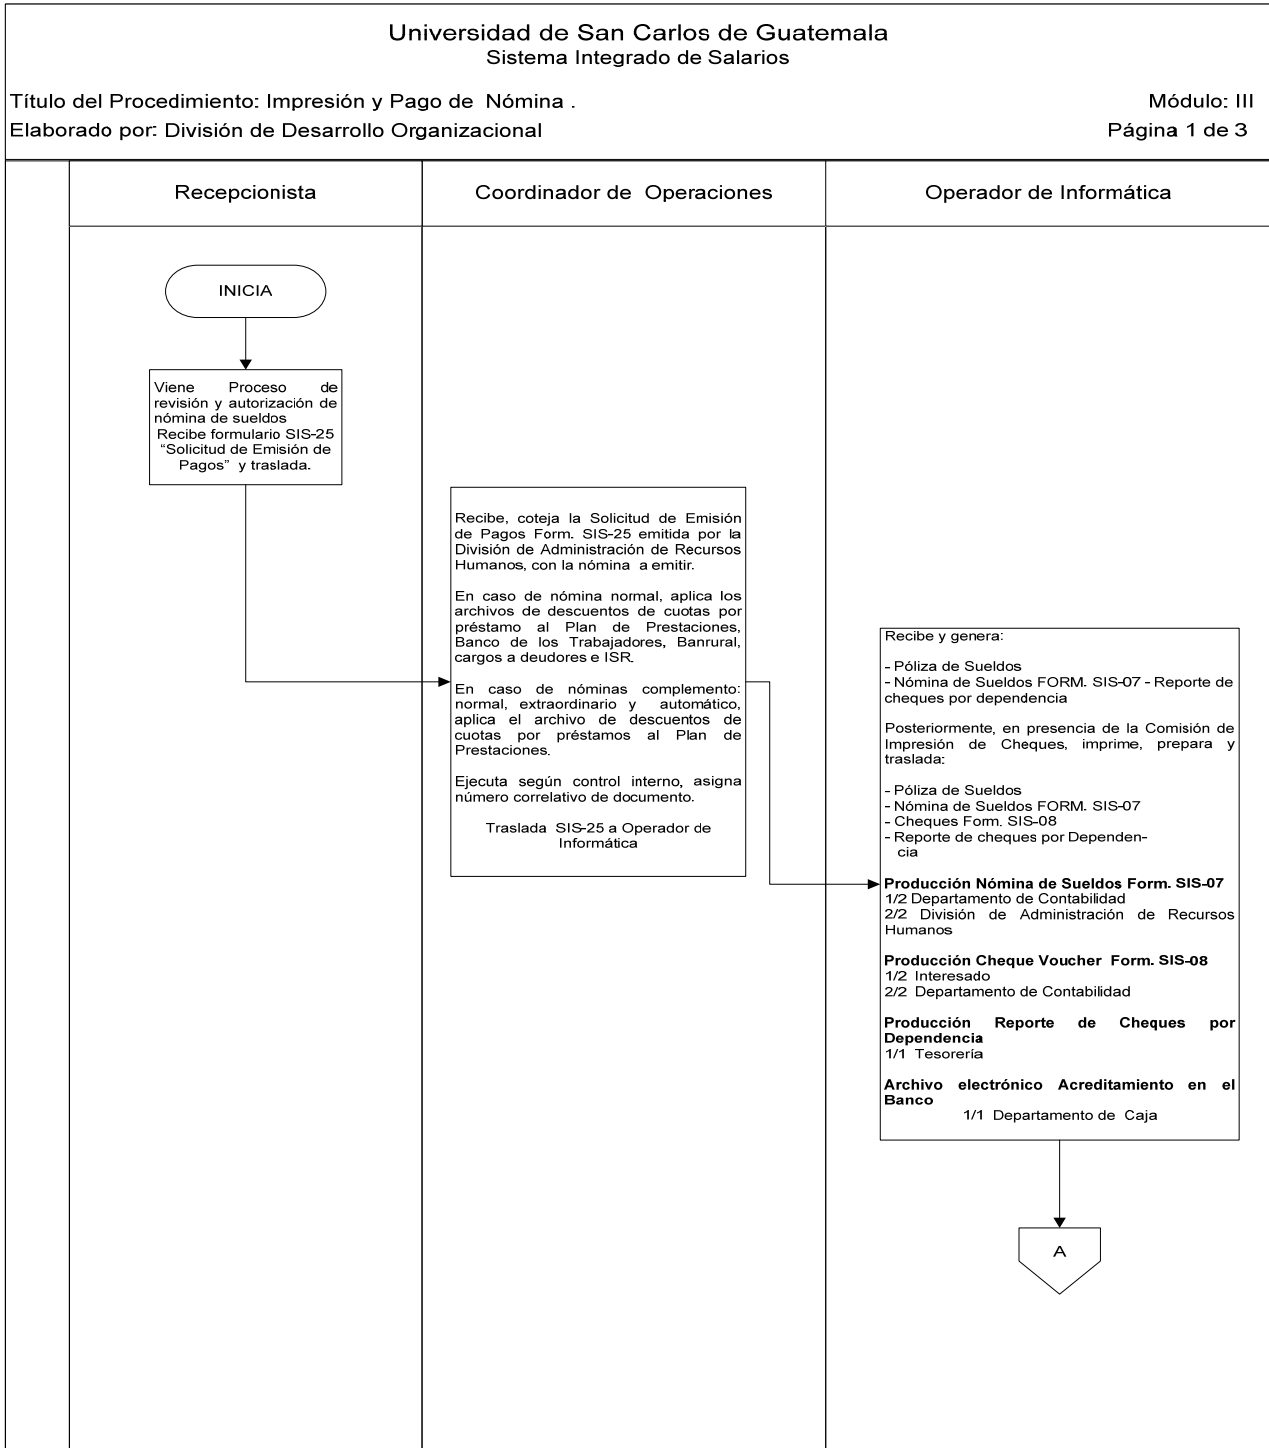 Universidad de San Carlos de Guatemala
Sistema Integrado de Salarios
Título del Procedimiento: Impresión y Pago de Nómina .
Módulo: III
Elaborado por: División de Desarrollo Organizacional
Página 1 de 3
Recepcionista
Coordinador de Operaciones
Operador de Informática
INICIA
Viene Proceso de
revisión y autorización de
nómina de sueldos
Recibe formulario SIS-25
“Solicitud de Emisión de
Pagos” y traslada.
Recibe, coteja la Solicitud de Emisión
de Pagos Form. SIS-25 emitida por la
División de Administración de Recursos
Humanos, con la nómina a emitir.
En caso de nómina normal, aplica los
archivos de descuentos de cuotas por
préstamo al Plan de Prestaciones,
Banco de los Trabajadores, Banrural,
cargos a deudores e ISR.
En caso de nóminas complemento:
normal, extraordinario y automático,
aplica el archivo de descuentos de
cuotas por préstamos al Plan de
Prestaciones.
Ejecuta según control interno, asigna
número correlativo de documento.
Traslada SIS-25 a Operador de
Informática
Recibe y genera:
- Póliza de Sueldos
- Nómina de Sueldos FORM. SIS-07 - Reporte de
cheques por dependencia
Posteriormente, en presencia de la Comisión de
Impresión de Cheques, imprime, prepara y
traslada:
- Póliza de Sueldos
- Nómina de Sueldos FORM. SIS-07
- Cheques Form. SIS-08
- Reporte de cheques por Dependen-
cia
Producción Nómina de Sueldos Form. SIS-07
1/2 Departamento de Contabilidad
2/2 División de Administración de Recursos
Humanos
Producción Cheque Voucher Form. SIS-08
1/2 Interesado
2/2 Departamento de Contabilidad
Producción Reporte de Cheques por
Dependencia
1/1 Tesorería
Archivo electrónico Acreditamiento en el
Banco
1/1 Departamento de Caja
A